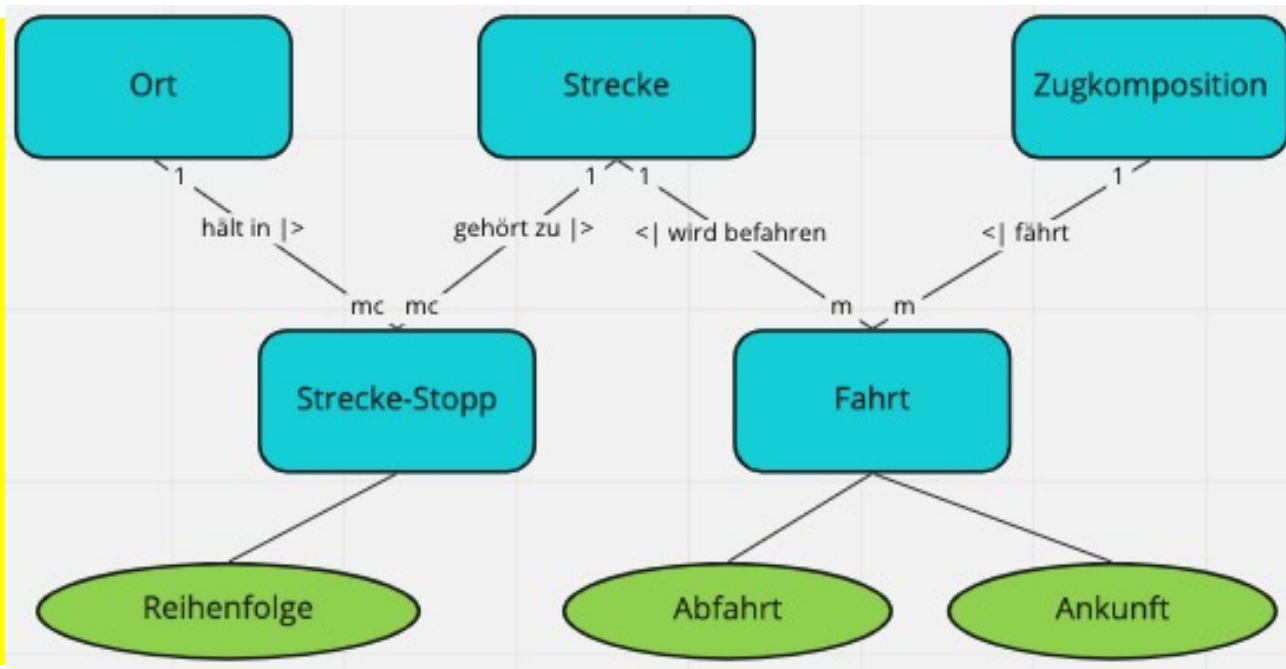 Ort
Strecke
Zugkomposition
1
1
1
1
hält in |>
gehört zu |>
<| wird befahren
<| fährt
mc
mc
m
m
Strecke-Stopp
Fahrt
Reihenfolge
Abfahrt
Ankunft